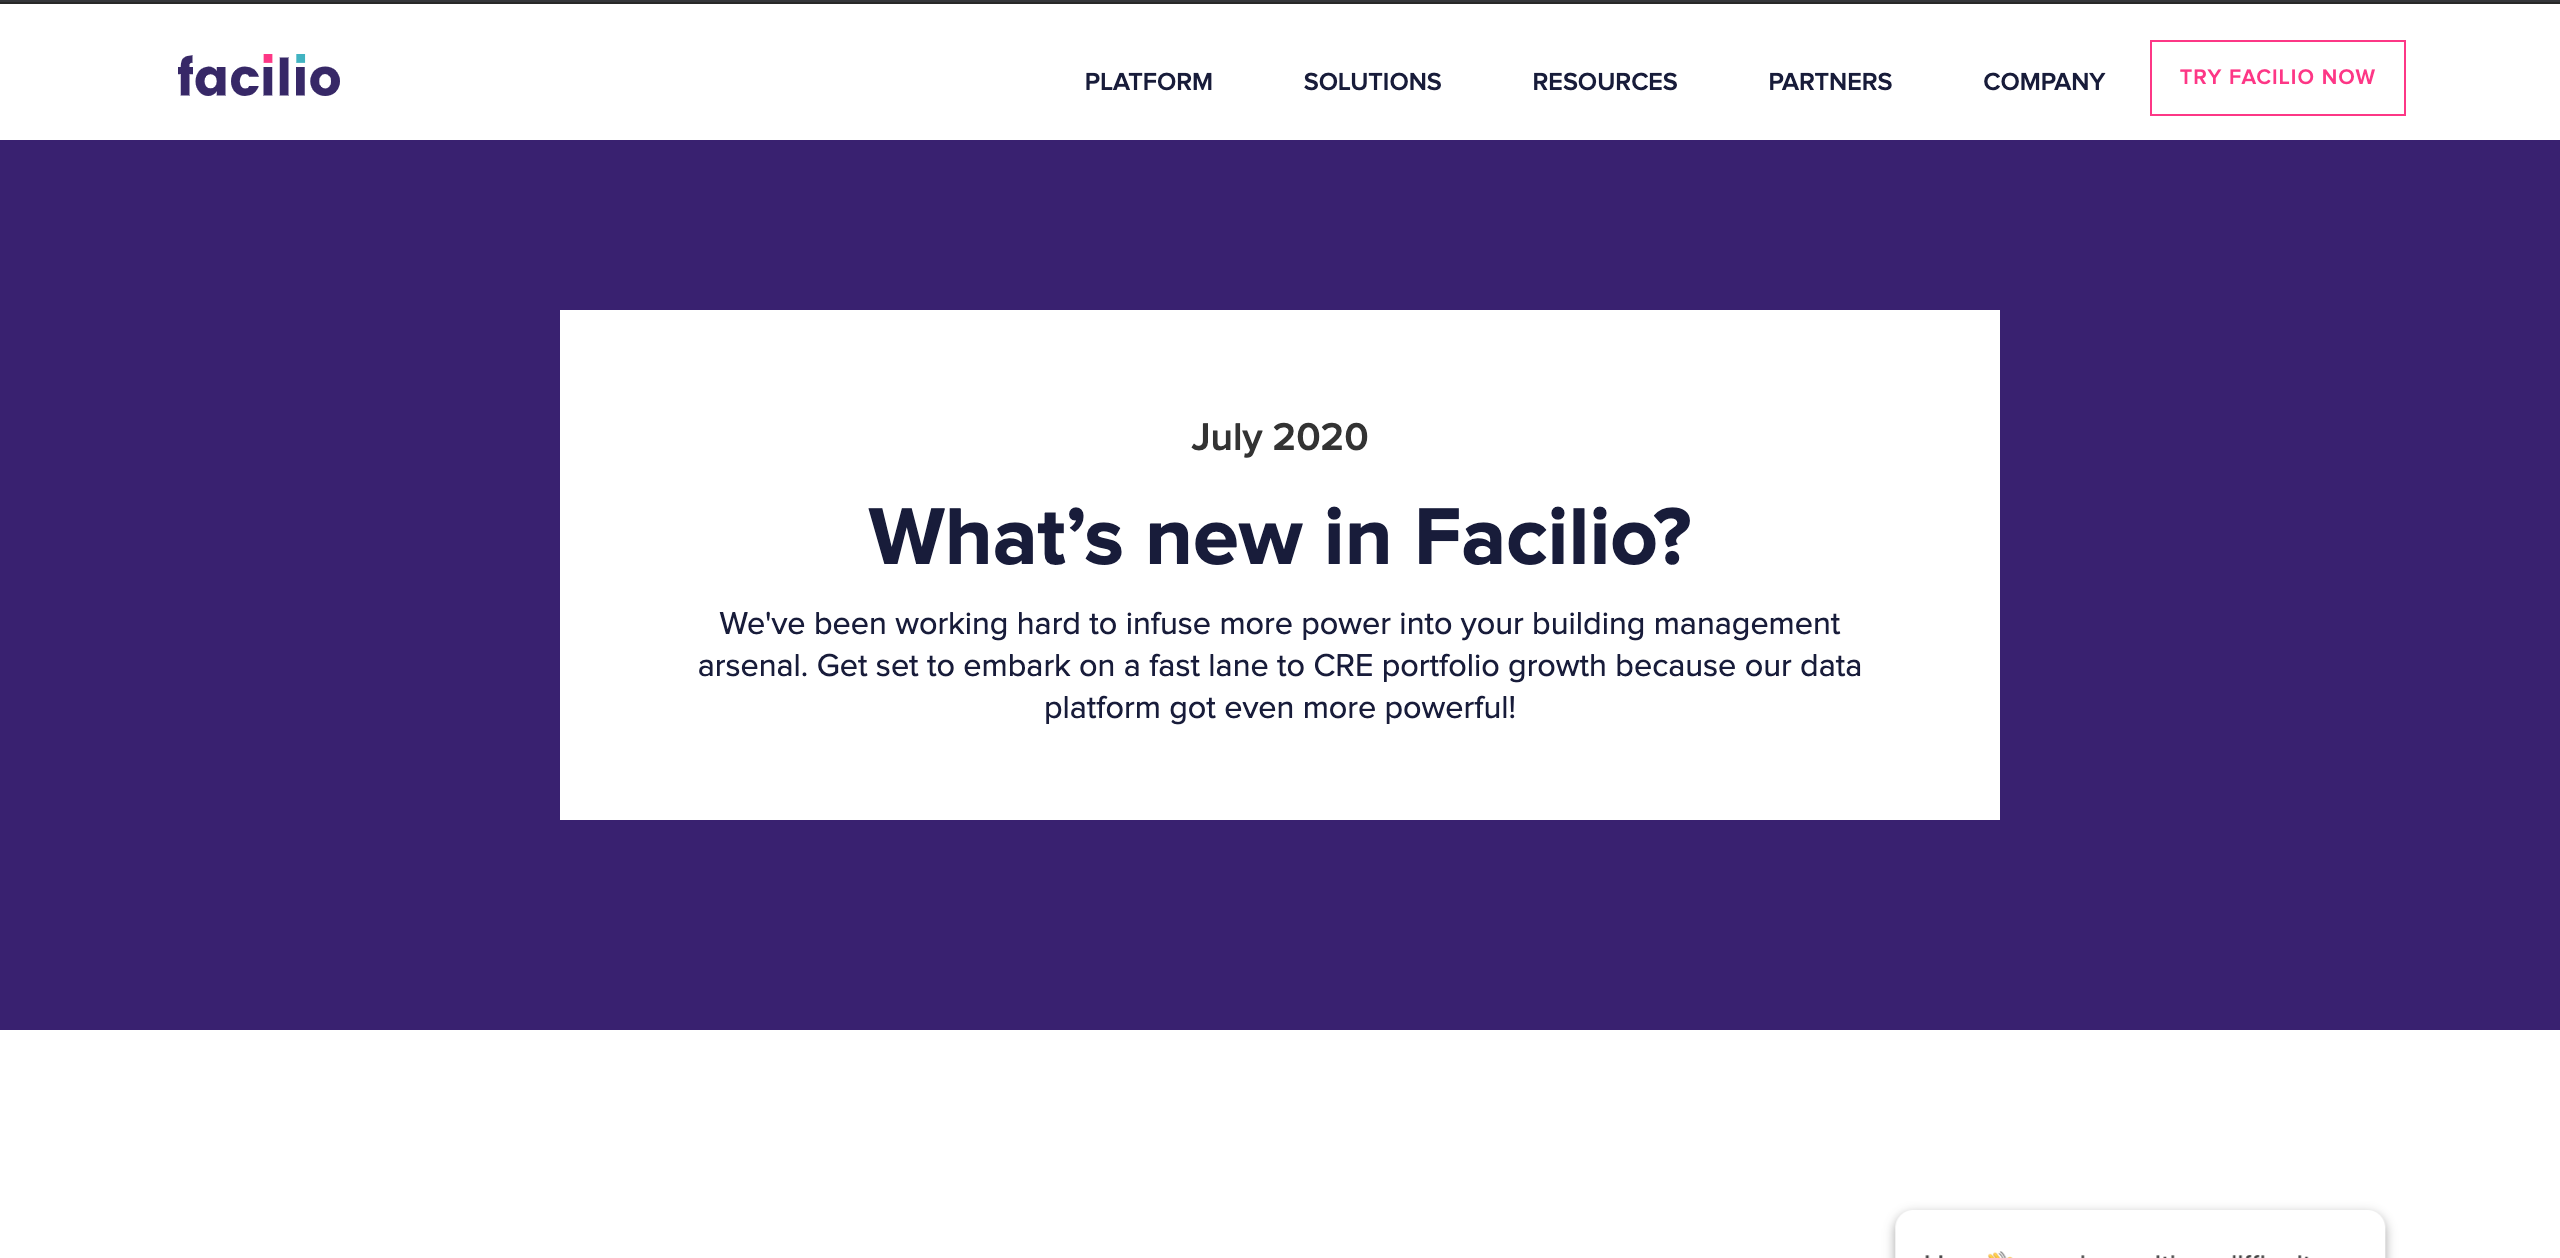 facilio
PLATFORM
SOLUTIONS
RESOURCES
PARTNERS
COMPANY
TRY FACILIO NOW
July 2020
What’s new in Facilio?
We've been working hard to infuse more power into your building management
arsenal. Get set to embark on a fast lane to CRE portfolio growth because our data
platform got even more powerful!